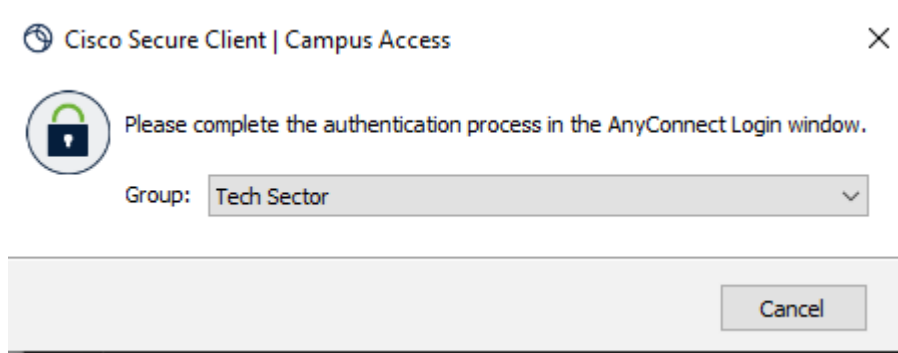 Cisco Secure Client | Campus Access
Please complete the authentication process in the AnyConnect Login window.
Group: Tech Sector
Cancel